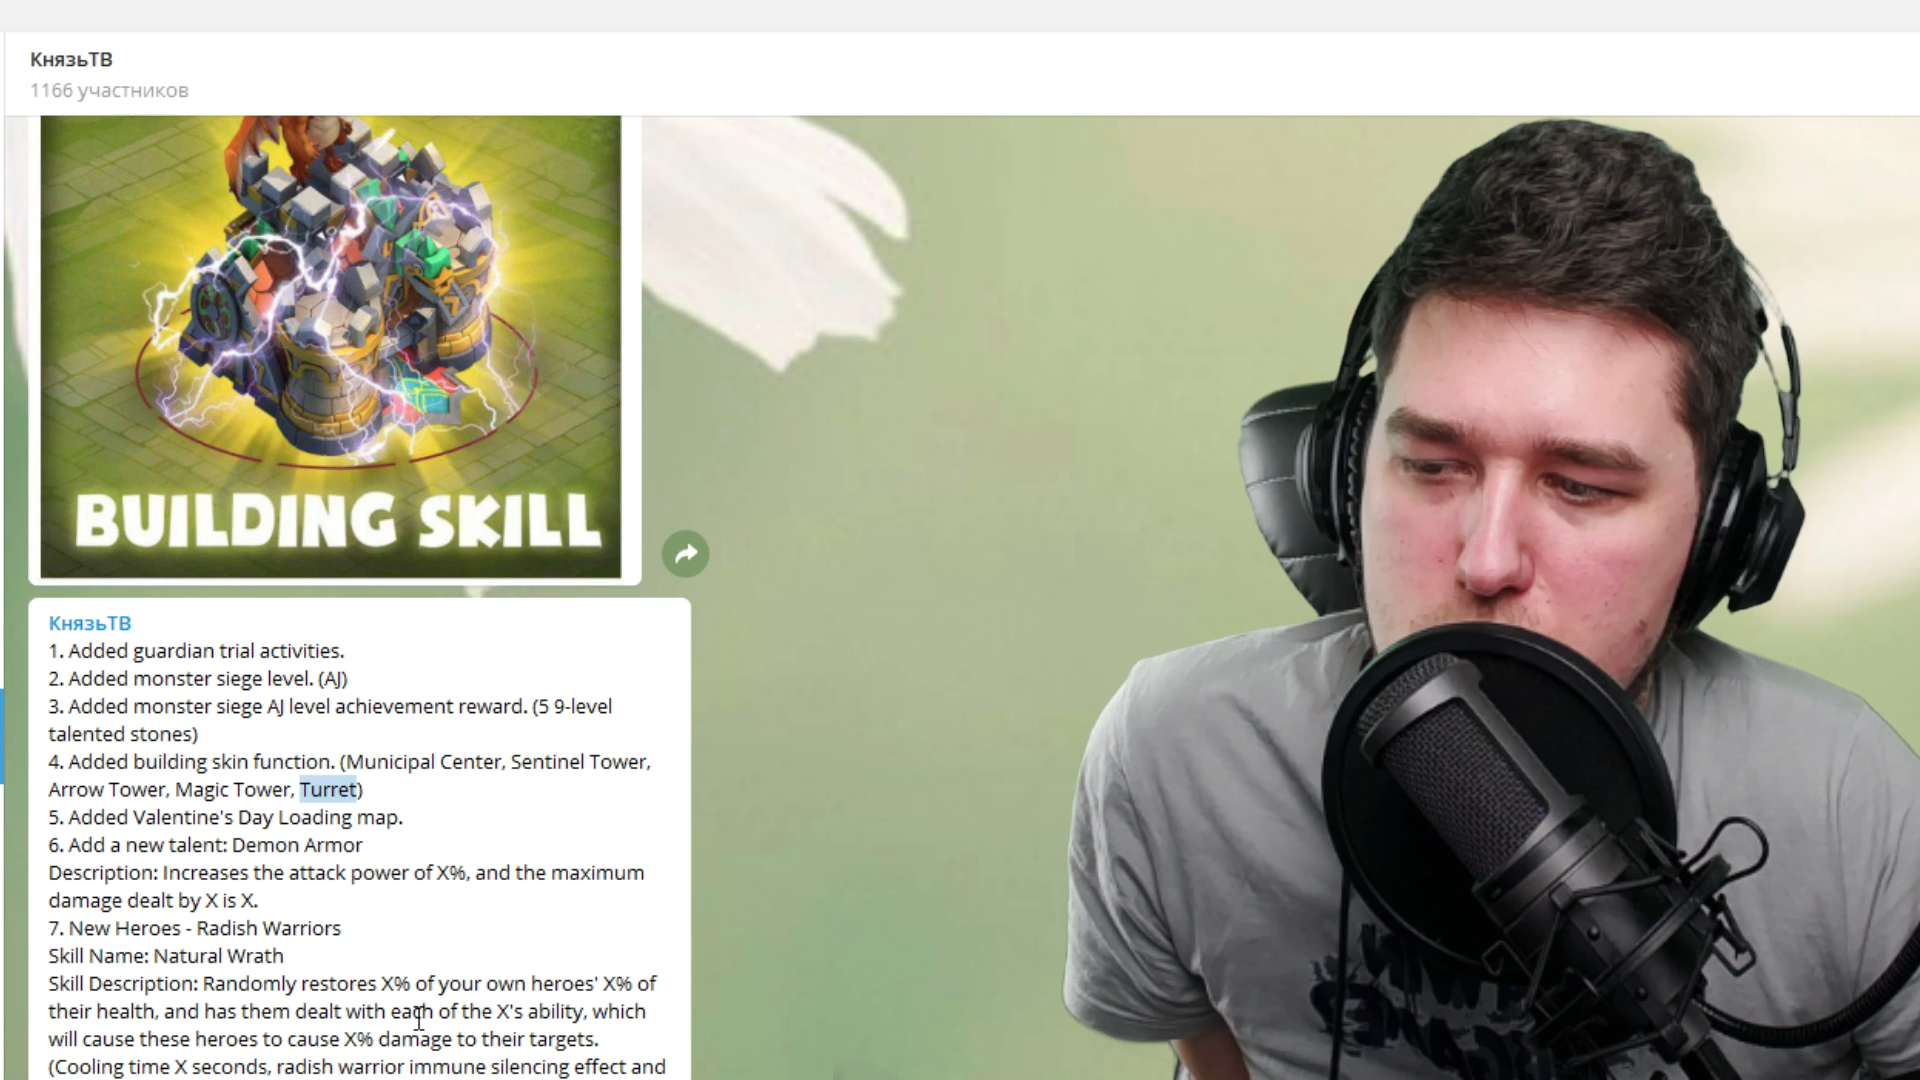 КнязьТВ
1166 участников
BUILDING SKILL
КнязьТВ
1. Added guardian trial activities.
2. Added monster siege level. (AJ)
3. Added monster siege AJ level achievement reward. (5 9-level
talented stones)
4. Added building skin function. (Municipal Center, Sentinel Tower,
Arrow Tower, Magic Tower, Turret)
5. Added Valentine's Day Loading map.
6. Add a new talent: Demon Armor
Description: Increases the attack power of X%, and the maximum
damage dealt by X is X.
7. New Heroes - Radish Warriors
Skill Name: Natural Wrath
Skill Description: Randomly restores X% of your own heroes' X% of
their health, and has them dealt with each of the X's ability, which
will cause these heroes to cause X% damage to their targets.
(Cooling time X seconds, radish warrior immune silencing effect and